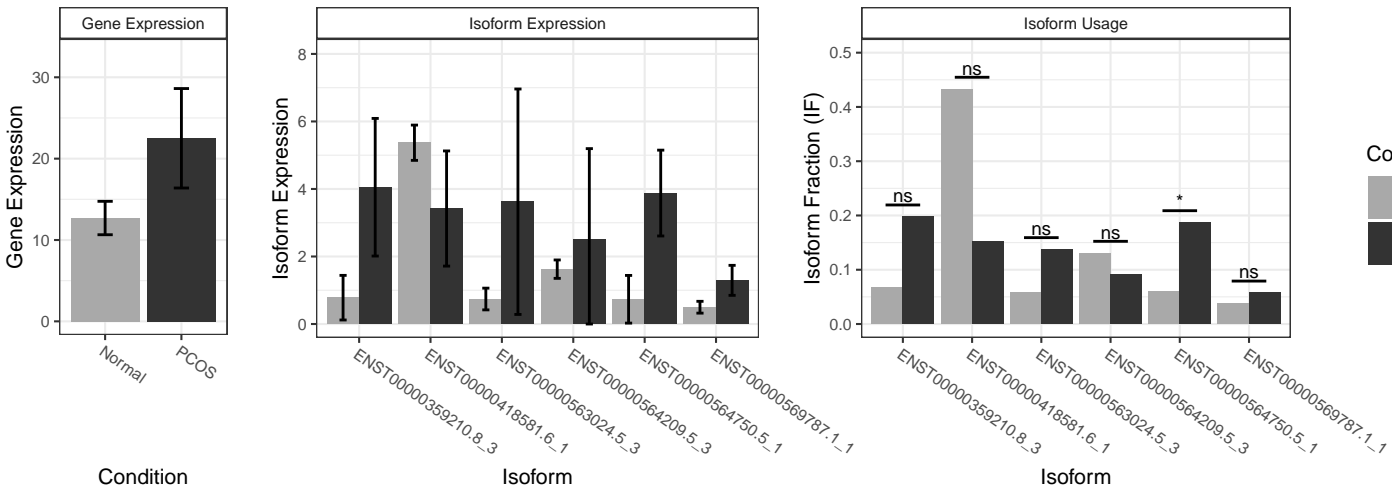 Gene Expression
Isoform Expression
Isoform Usage
Gene Expression
30
20
10
0
Normal
PCOS
Condition
Isoform Expression
8
6
4
2
0
ENST00000359210.8_3
ENST00000418581.6_1
ENST00000563024.5_3
ENST00000564209.5_3
ENST00000564750.5_1
ENST00000569787.1_1
Isoform
Isoform Fraction (IF)
0.5
0.4
0.3
0.2
0.1
0.0
ns
ns
ns
ns
*
ns
ENST00000359210.8_3
ENST00000418581.6_1
ENST00000563024.5_3
ENST00000564209.5_3
ENST00000564750.5_1
ENST00000569787.1_1
Isoform
Co